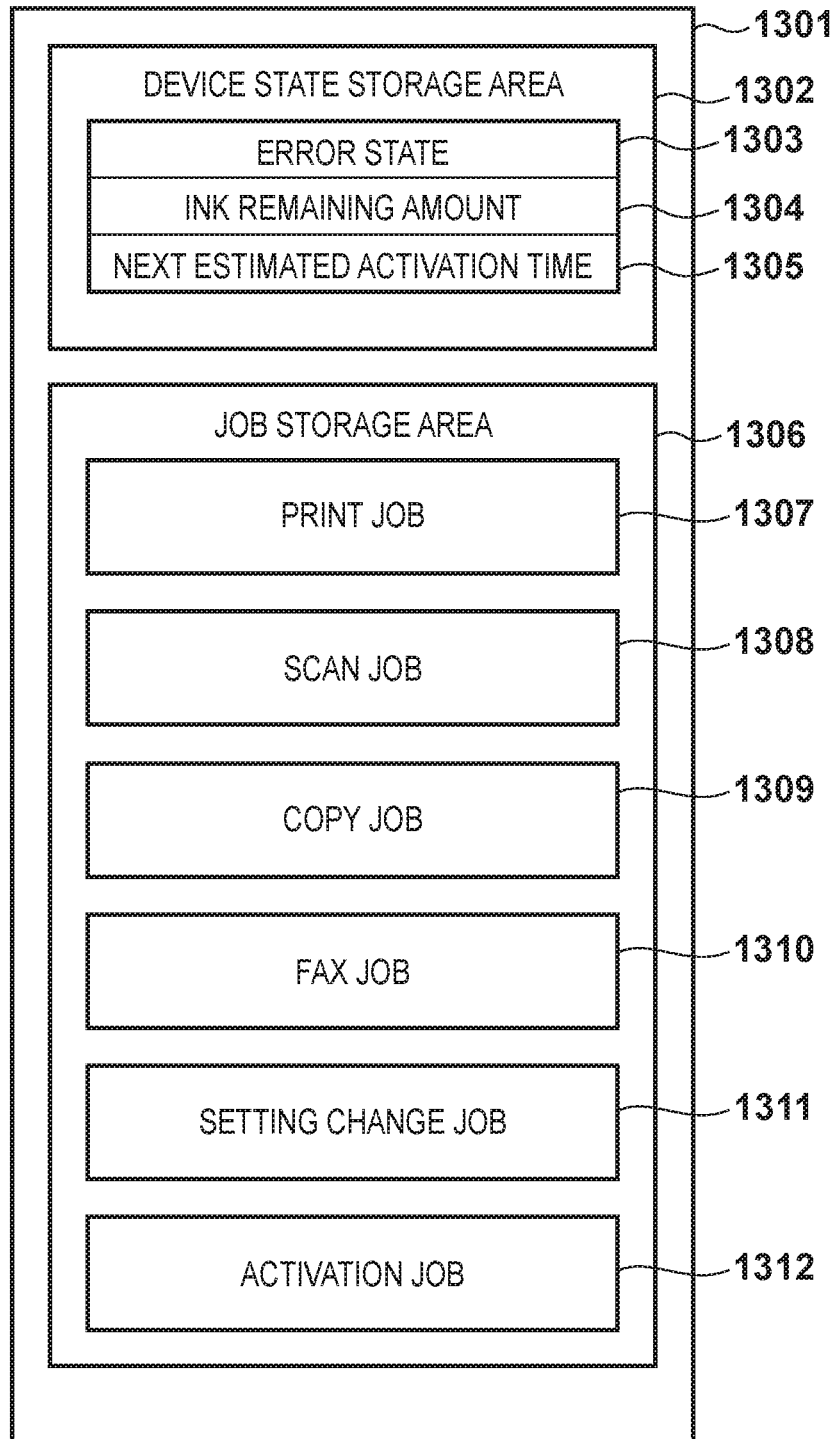 1301
DEVICE STATE STORAGE AREA
1302
ERROR STATE
1303
INK REMAINING AMOUNT
1304
NEXT ESTIMATED ACTIVATION TIME
1305
JOB STORAGE AREA
1306
PRINT JOB
1307
SCAN JOB
1308
COPY JOB
1309
FAX JOB
1310
SETTING CHANGE JOB
1311
ACTIVATION JOB
1312